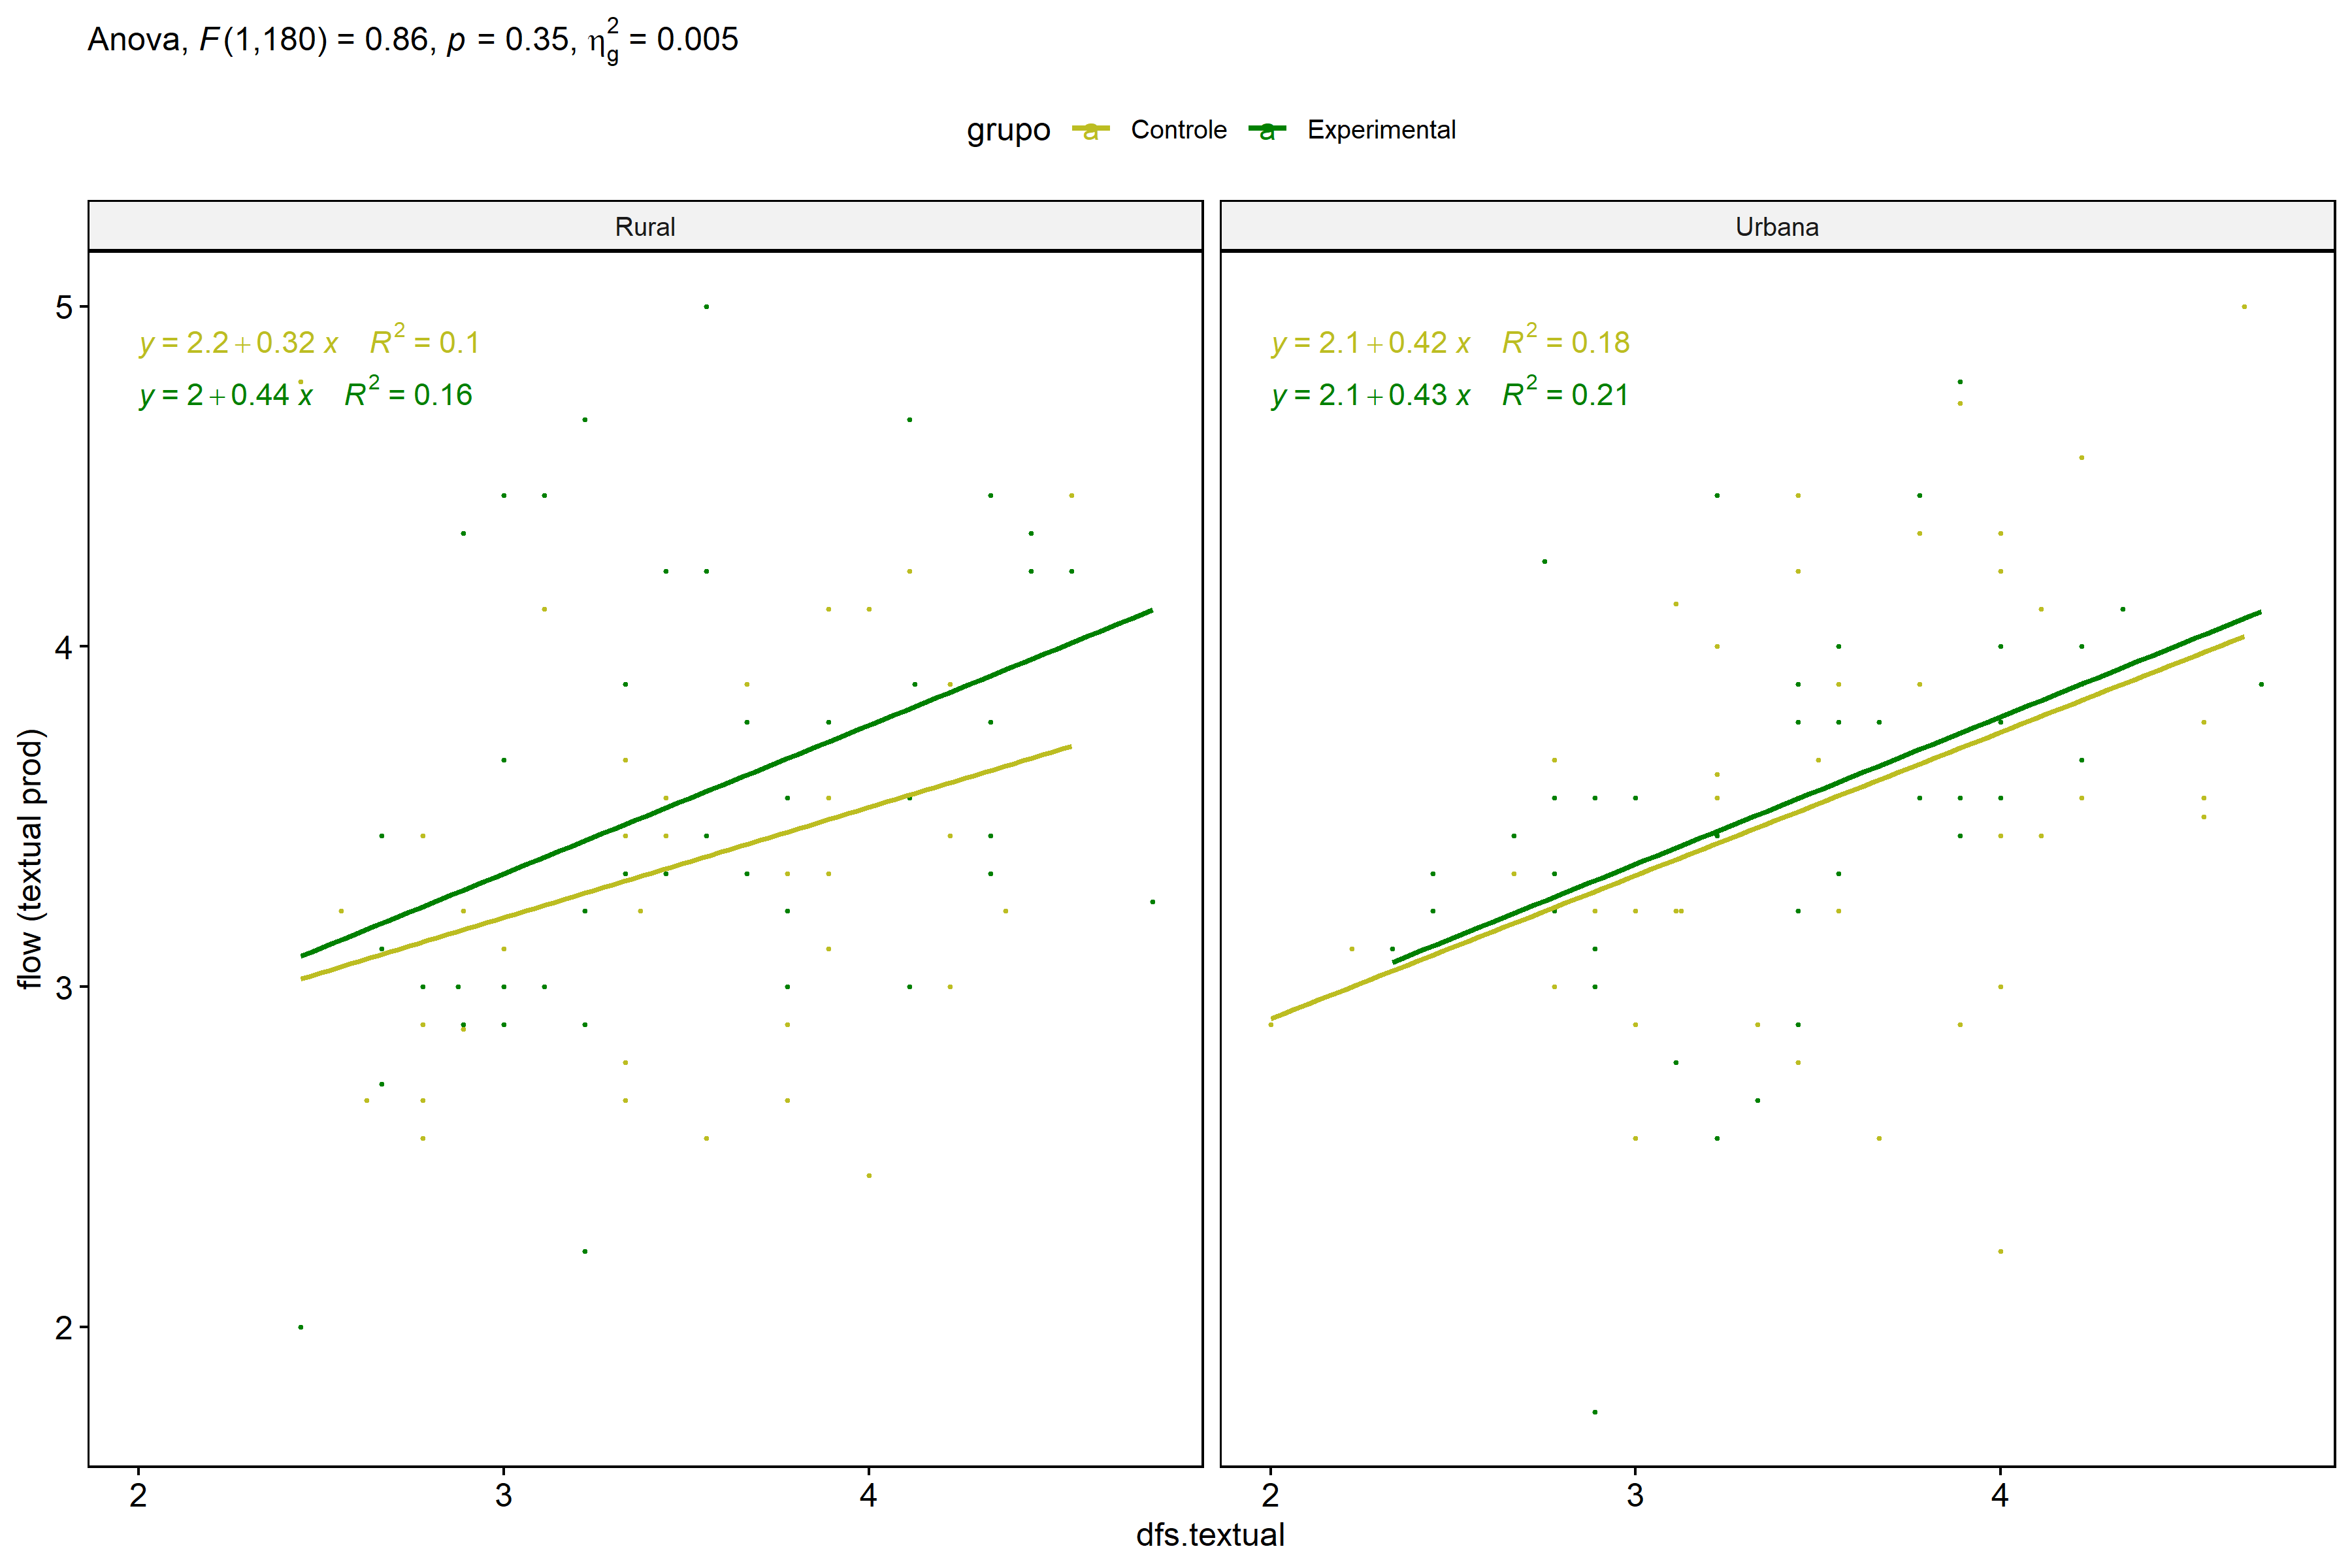 Anova, F(1,180) = 0.86, p = 0.35, η²g = 0.005
grupo a Controle a Experimental
Rural
Urbana
y = 2.2 + 0.32 x R² = 0.1
y = 2 + 0.44 x R² = 0.16
y = 2.1 + 0.42 x R² = 0.18
y = 2.1 + 0.43 x R² = 0.21
flow (textual prod)
5
4
3
2
2 3 4
2 3 4
dfs.textual